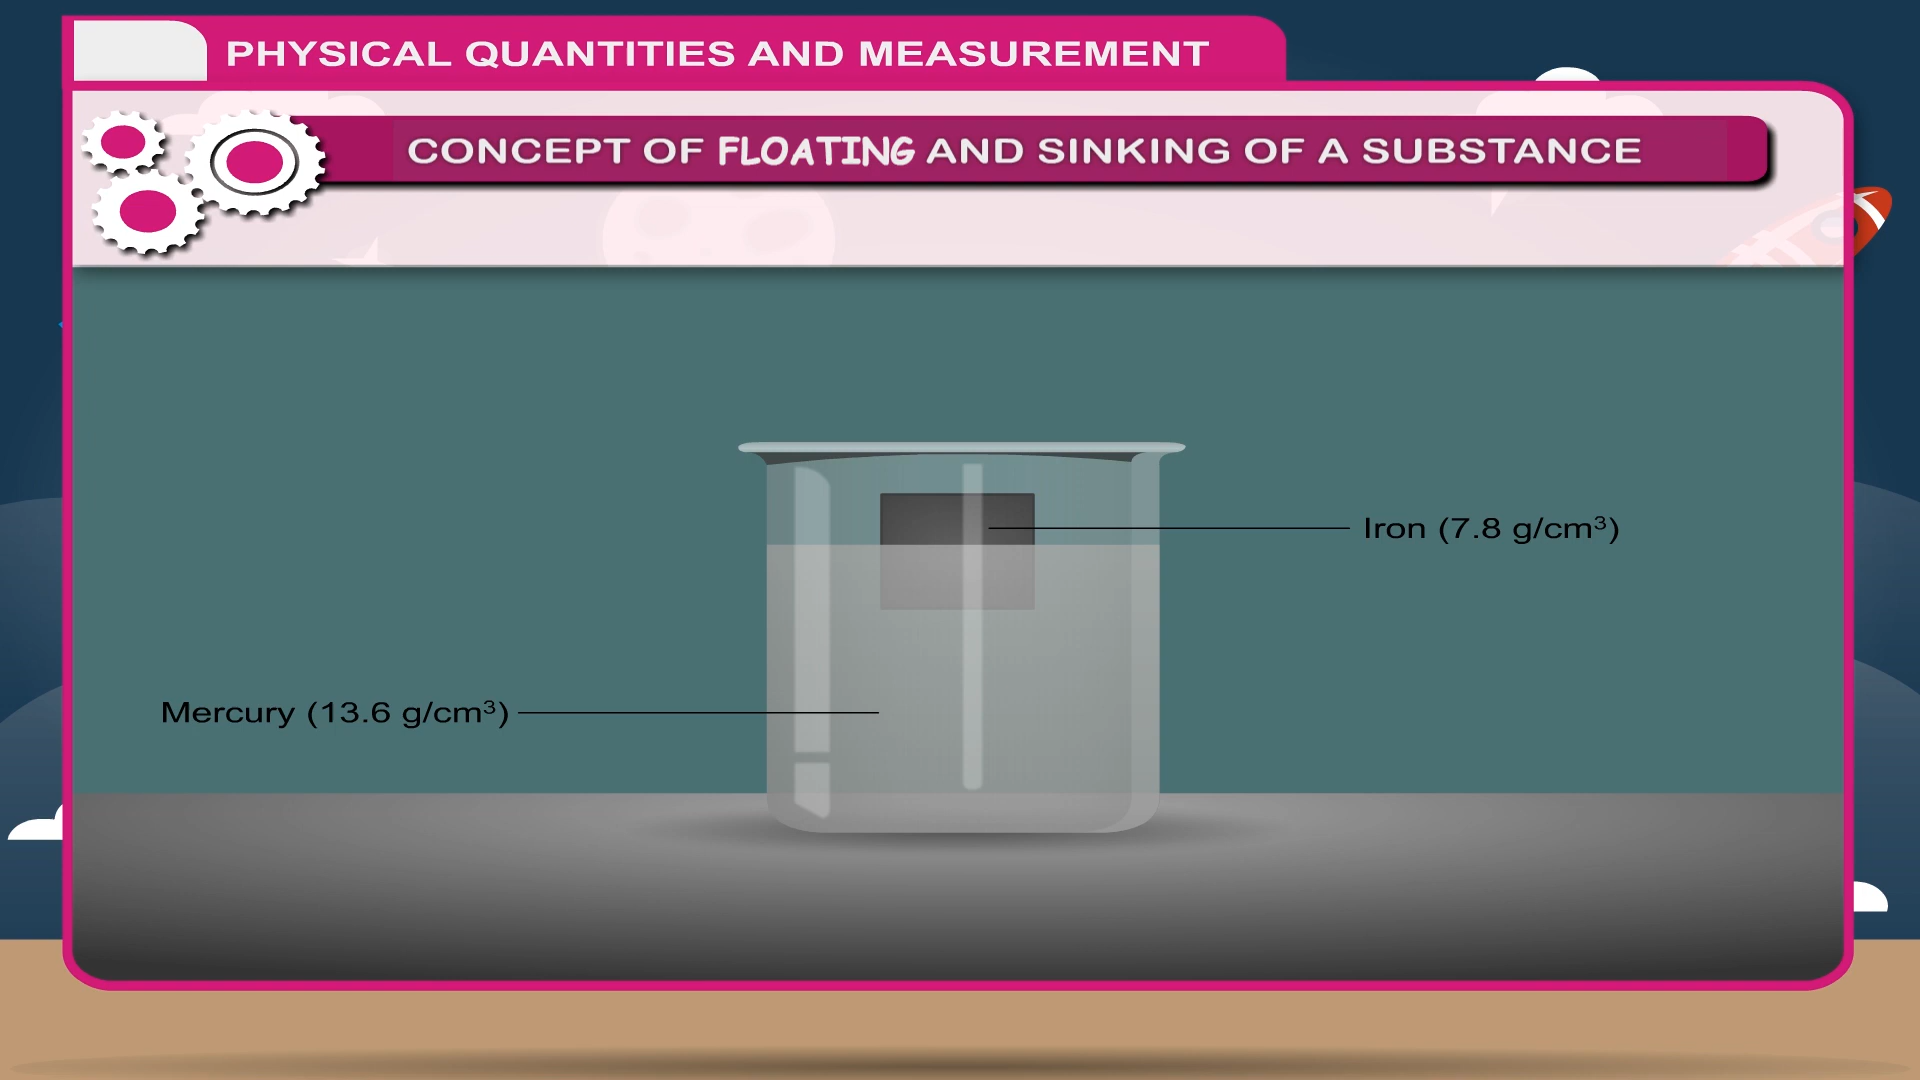 PHYSICAL QUANTITIES AND MEASUREMENT
CONCEPT OF FLOATING AND SINKING OF A SUBSTANCE
Iron (7.8 g/cm³)
Mercury (13.6 g/cm³)